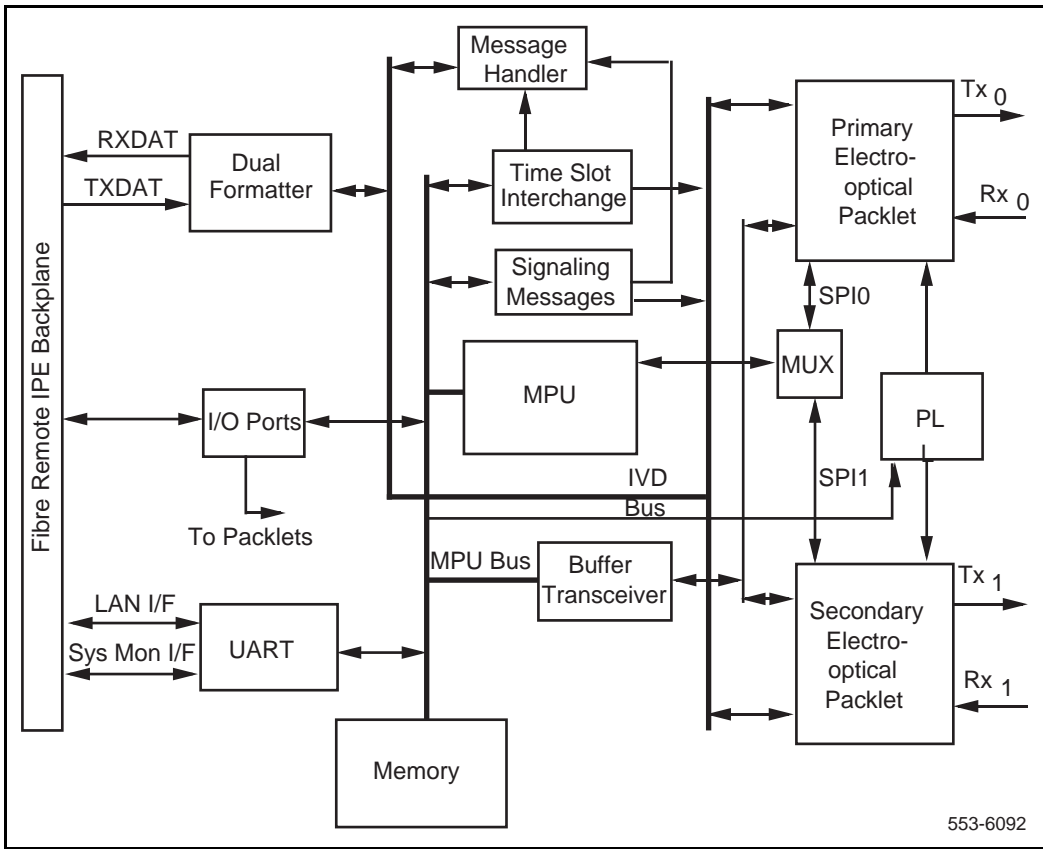 Message
Handler
Tx 0
RXDAT
Dual
Formatter
Primary
Electro-
optical
Packlet
TXDAT
Time Slot
Interchange
Rx 0
Signaling
Messages
SPI0
Fibre Remote IPE Backplane
MPU
MUX
I/O Ports
PL
L
IVD
SPI1
Bus
To Packlets
MPU Bus
Buffer
Transceiver
Tx 1
LAN I/F
UART
Sys Mon I/F
Secondary
Electro-
optical
Packlet
Rx 1
Memory
553-6092